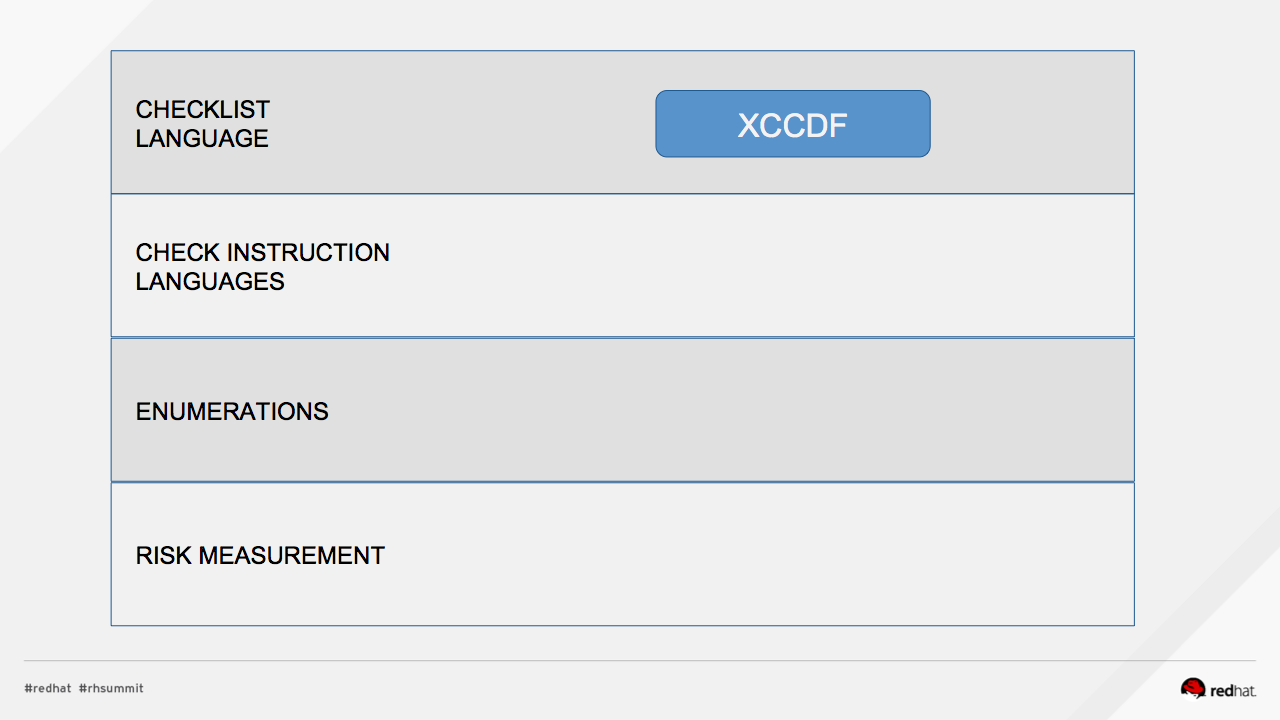 CHECKLIST
LANGUAGE
XCCDF
CHECK INSTRUCTION
LANGUAGES
ENUMERATIONS
RISK MEASUREMENT
#redhat #rhsummit
redhat.